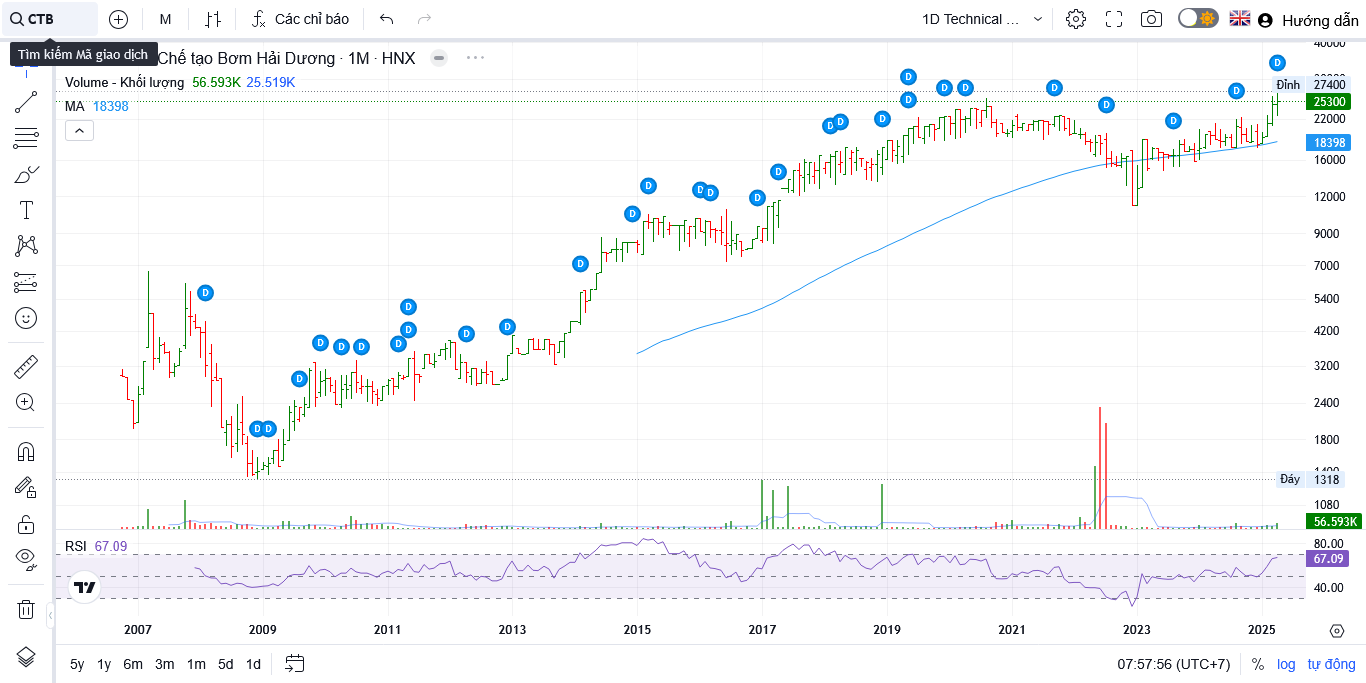 CTB
M
Các chỉ báo
1D Technical ...
Hướng dẫn
Tìm kiếm Mã giao dịch
Chế tạo Bơm Hải Dương · 1M · HNX
Volume - Khối lượng 56.593K 25.519K
MA 18398
D D D D D D D D D D D D D D D D D D D D D D D D D D D D D D D D
40000
Đỉnh 27400
25300
22000
18398
16000
12000
9000
7000
5400
4200
3200
2400
1800
1400
Đáy 1318
1080
56.593K
RSI 67.09
80.00
67.09
40.00
2007 2009 2011 2013 2015 2017 2019 2021 2023 2025
5y 1y 6m 3m 1m 5d 1d
07:57:56 (UTC+7) % log tự động